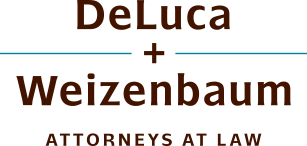 DeLuca
+
Weizenbaum
ATTORNEYS AT LAW